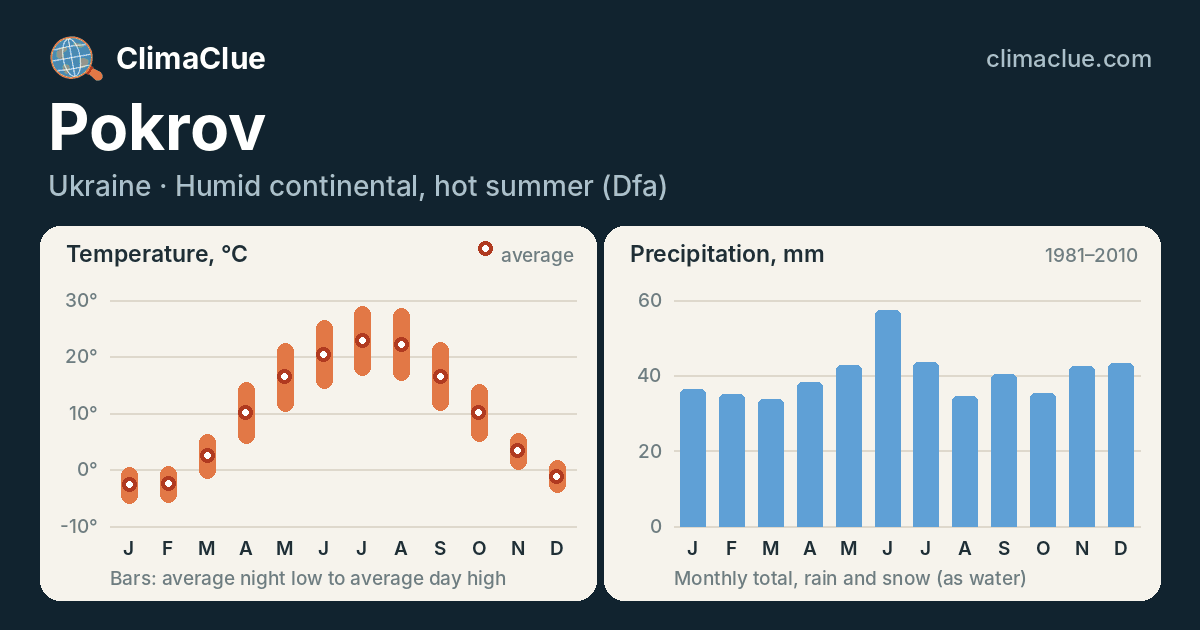 ClimaClue
climaclue.com
Pokrov
Ukraine · Humid continental, hot summer (Dfa)
Temperature, °C
average
30°
20°
10°
0°
-10°
J F M A M J J A S O N D
Bars: average night low to average day high
Precipitation, mm
1981–2010
60
40
20
0
J F M A M J J A S O N D
Monthly total, rain and snow (as water)